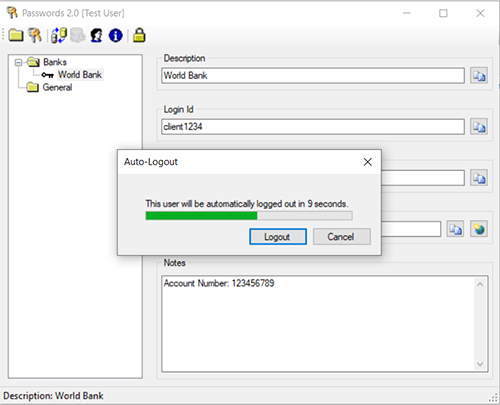 Passwords 2.0 [Test User]
Banks
World Bank
General
Description
World Bank
Login Id
client1234
Auto-Logout
This user will be automatically logged out in 9 seconds.
Logout
Cancel
Notes
Account Number: 123456789
Description: World Bank